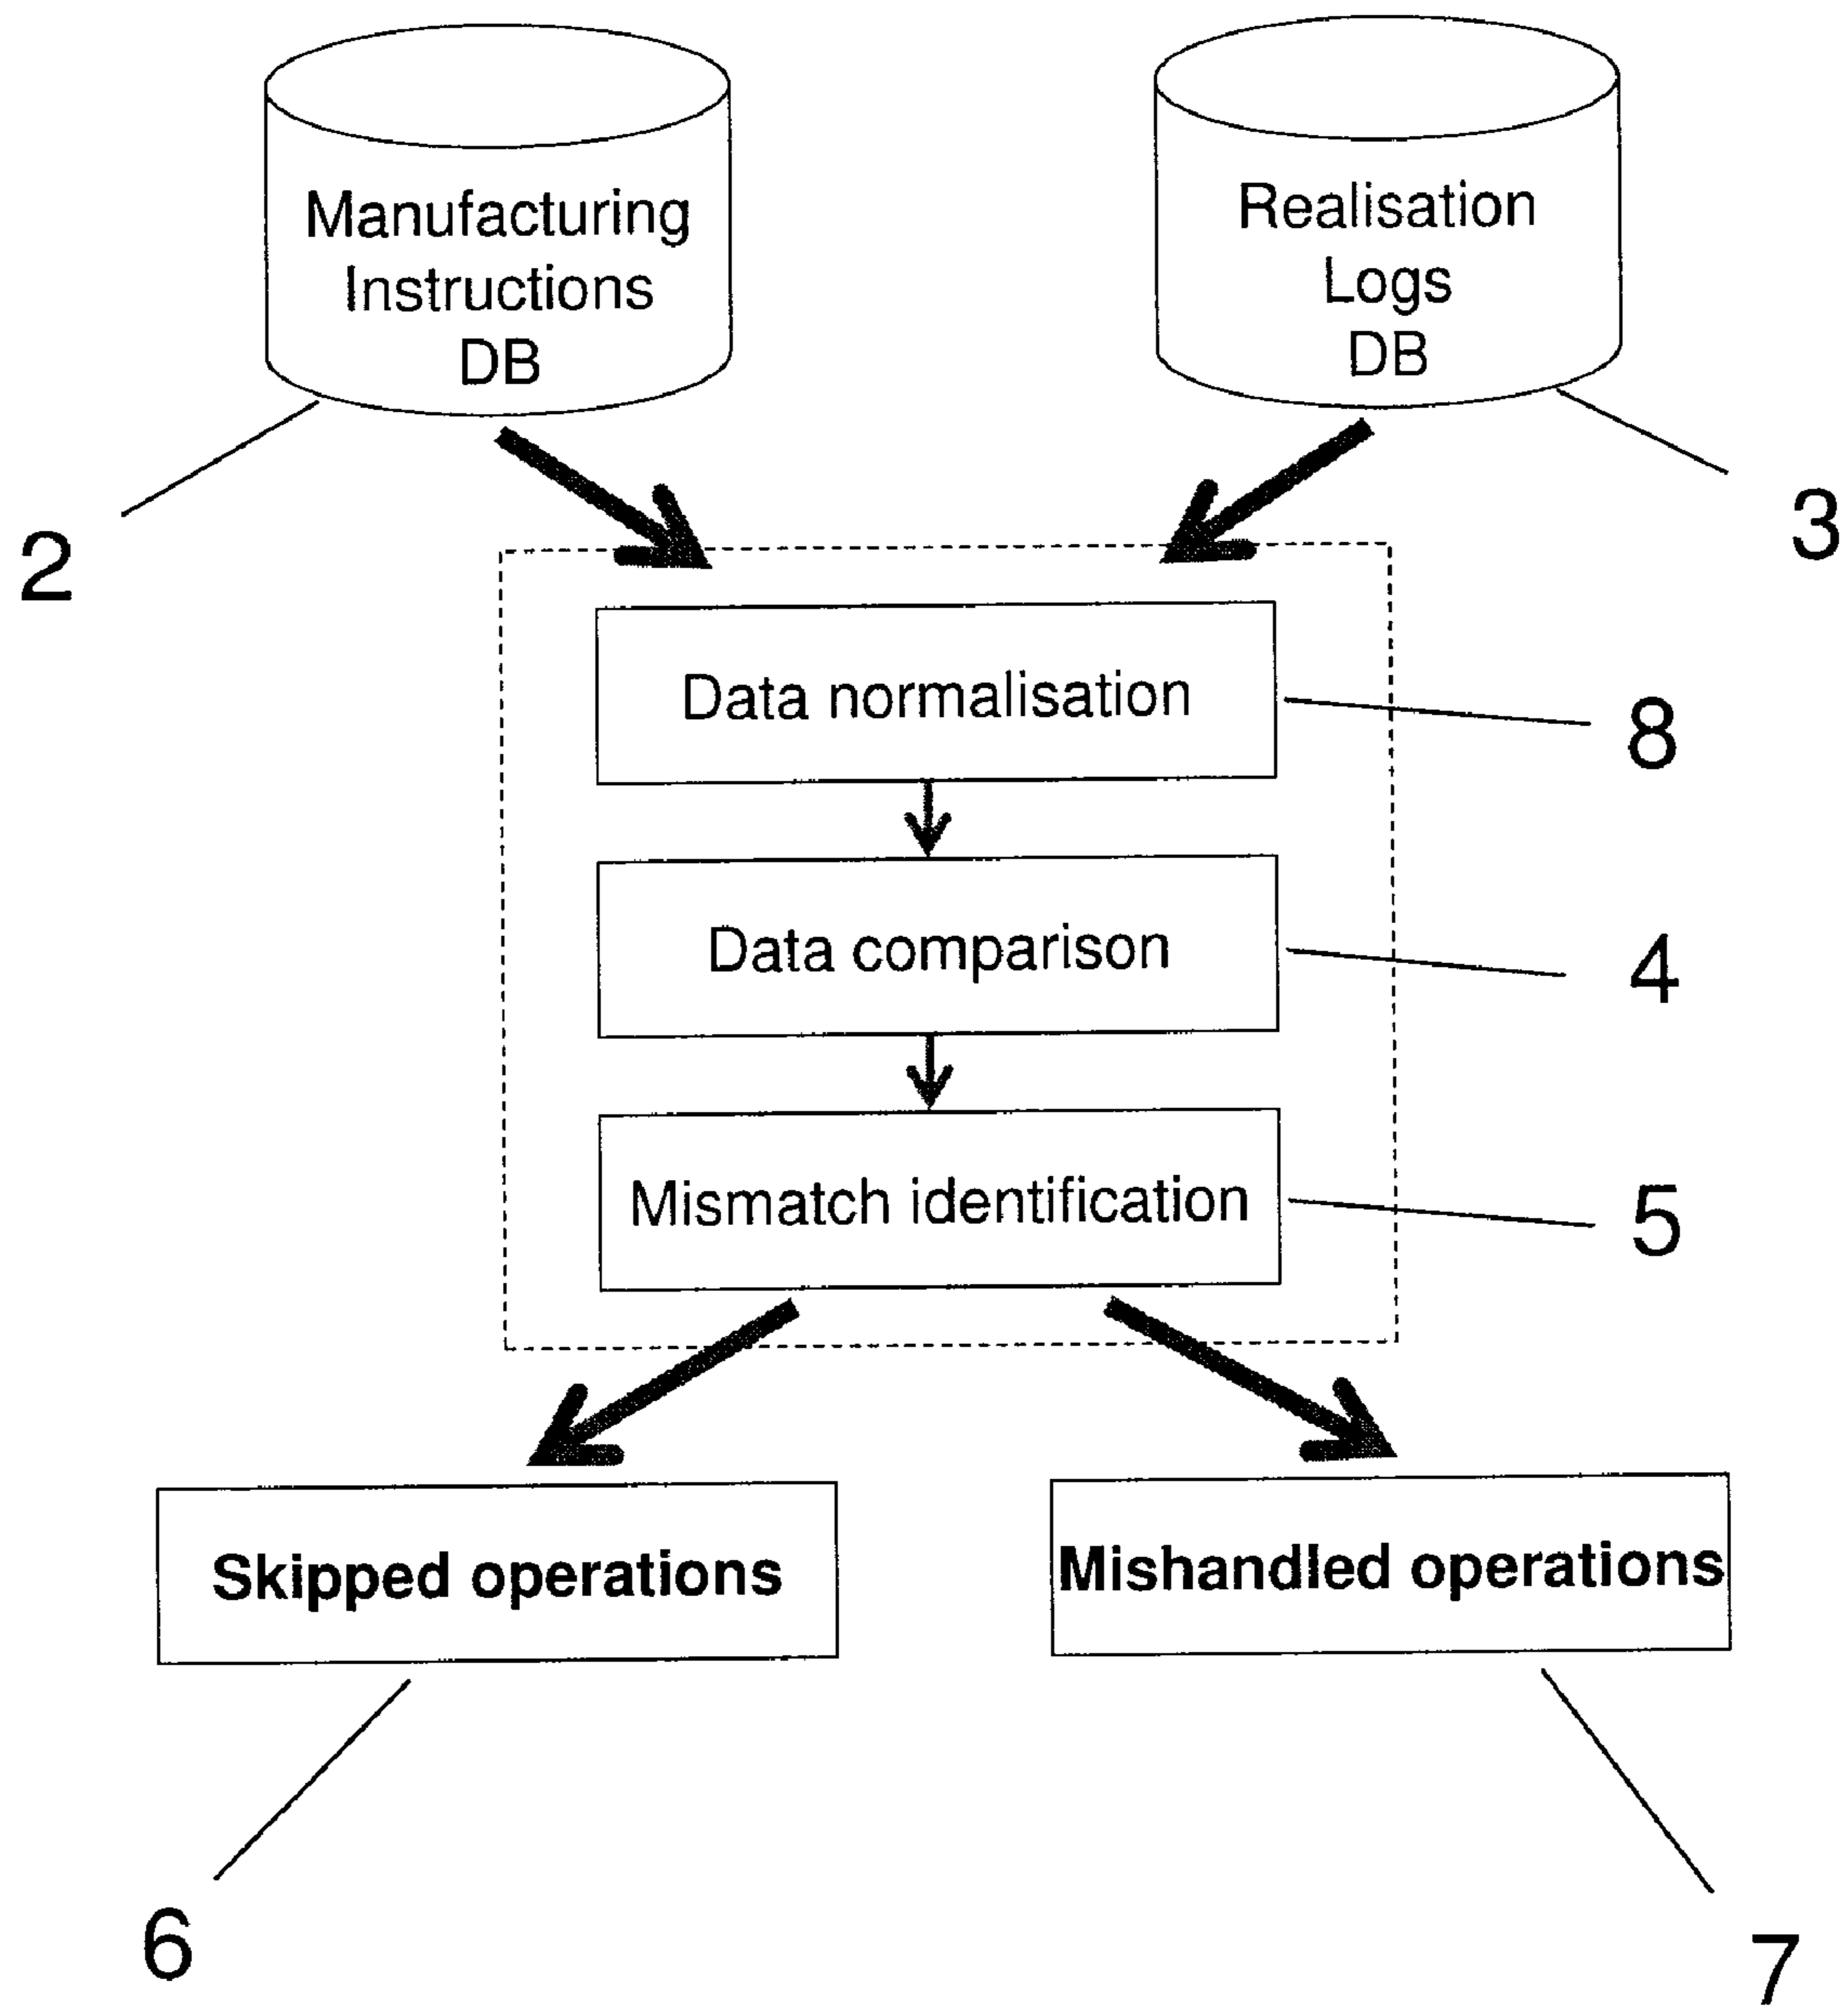 Manufacturing
Instructions
DB
Realisation
Logs
DB
2
3
Data normalisation
8
Data comparison
4
Mismatch identification
5
Skipped operations
Mishandled operations
6
7